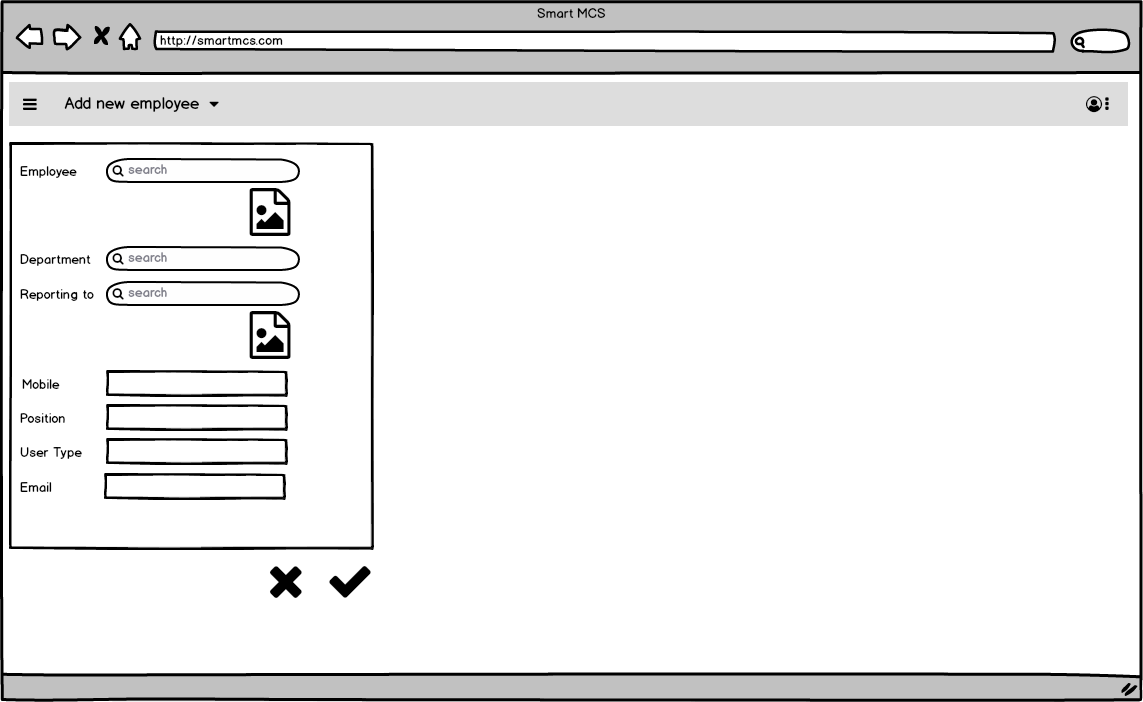 Smart MCS
http://smartmcs.com
Add new employee
Employee search
Department search
Reporting to search
Mobile
Position
User Type
Email